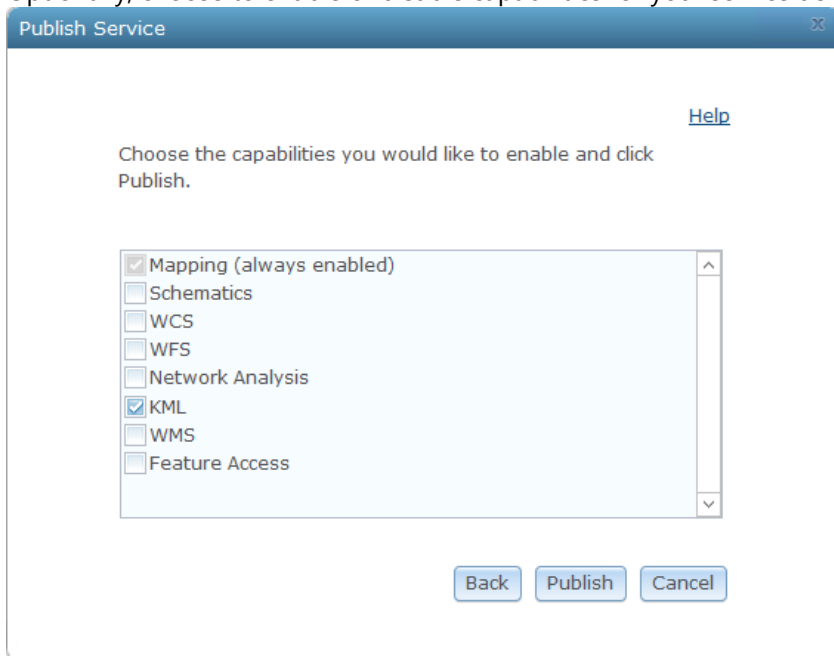 Publish Service
Help
Choose the capabilities you would like to enable and click
Publish.
Mapping (always enabled)
Schematics
WCS
WFS
Network Analysis
KML
WMS
Feature Access
Back Publish Cancel